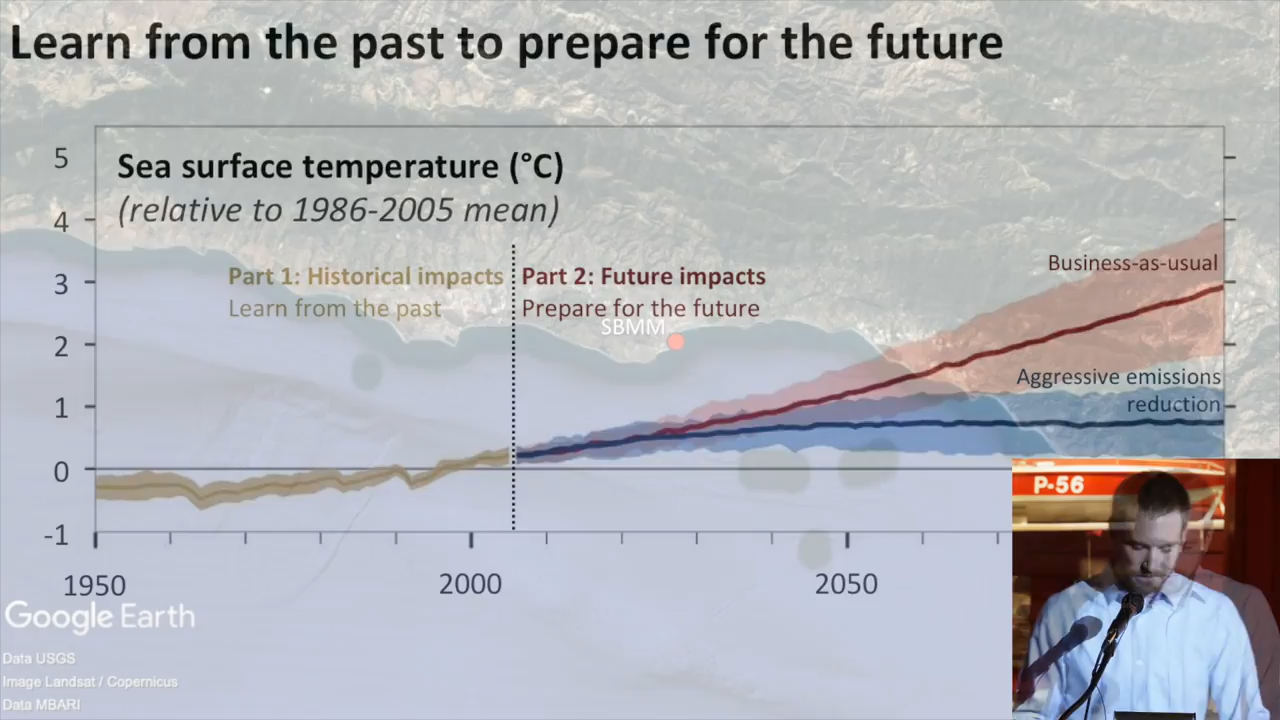 Learn from the past to prepare for the future
5
Sea surface temperature (°C)
4
(relative to 1986-2005 mean)
3
Part 1: Historical impacts
Part 2: Future impacts
Business-as-usual
Learn from the past
Prepare for the future
SBMM
2
Aggressive emissions
reduction
1
0
-1
P-56
1950
2000
2050
Google Earth
Data USGS
Image Landsat / Copernicus
Data MBARI